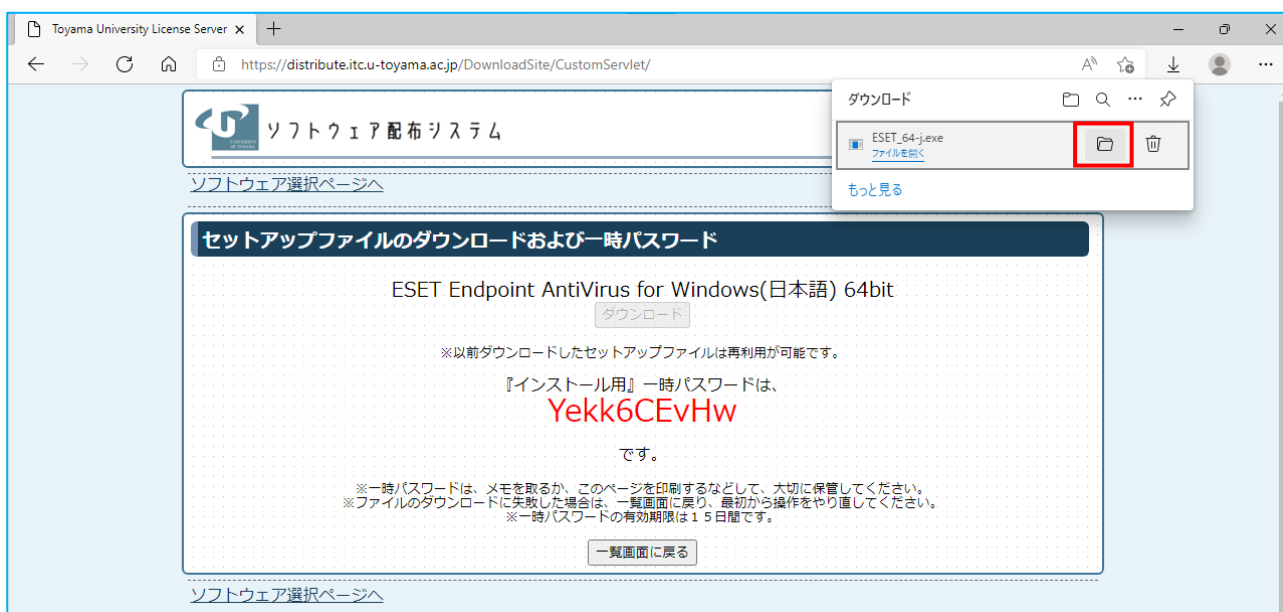 Toyama University License Server
https://distribute.itc.u-toyama.ac.jp/DownloadSite/CustomServlet/
ダウンロード
ESET_64-j.exe
ファイルを開く
もっと見る
UNIVERSITY OF TOYAMA
ソフトウェア配布システム
ソフトウェア選択ページへ
セットアップファイルのダウンロードおよび一時パスワード
ESET Endpoint AntiVirus for Windows(日本語) 64bit
ダウンロード
※以前ダウンロードしたセットアップファイルは再利用が可能です。
『インストール用』一時パスワードは、
Yekk6CEvHw
です。
※一時パスワードは、メモを取るか、このページを印刷するなどして、大切に保管してください。
※ファイルのダウンロードに失敗した場合は、一覧画面に戻り、最初から操作をやり直してください。
※一時パスワードの有効期限は１５日間です。
一覧画面に戻る
ソフトウェア選択ページへ